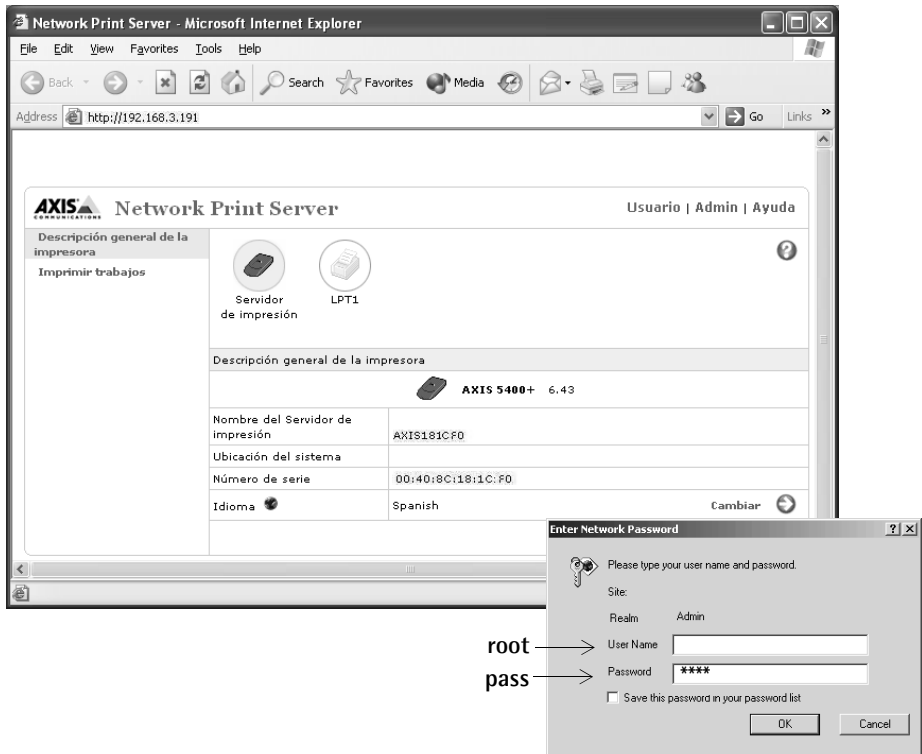 Network Print Server - Microsoft Internet Explorer
File Edit View Favorites Tools Help
Back Search Favorites Media
Address http://192.168.3.191 Go Links »
AXIS COMMUNICATIONS Network Print Server Usuario | Admin | Ayuda
Descripción general de la
impresora
Imprimir trabajos
Servidor
de impresión
LPT1
Descripción general de la impresora
AXIS 5400+ 6.43
Nombre del Servidor de
impresión
AXIS181CF0
Ubicación del sistema
Número de serie 00:40:8C:18:1C:F0
Idioma Spanish Cambiar
Enter Network Password
Please type your user name and password.
Site:
Realm Admin
root User Name
pass Password ****
Save this password in your password list
OK Cancel